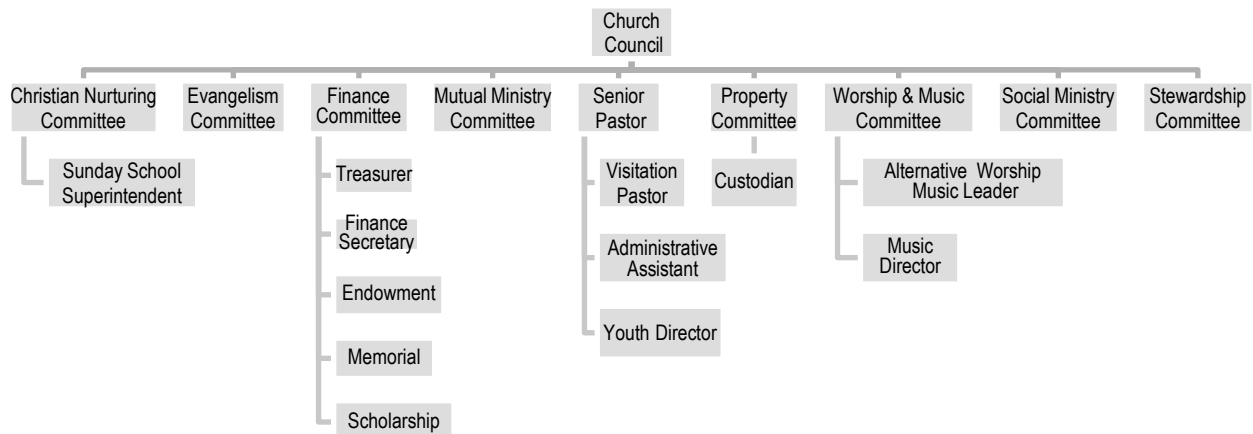 Church
Council
Christian Nurturing
Committee
Evangelism
Committee
Finance
Committee
Mutual Ministry
Committee
Senior
Pastor
Property
Committee
Worship & Music
Committee
Social Ministry
Committee
Stewardship
Committee
Sunday School
Superintendent
Treasurer
Finance
Secretary
Endowment
Memorial
Scholarship
Visitation
Pastor
Administrative
Assistant
Youth Director
Custodian
Alternative Worship
Music Leader
Music
Director